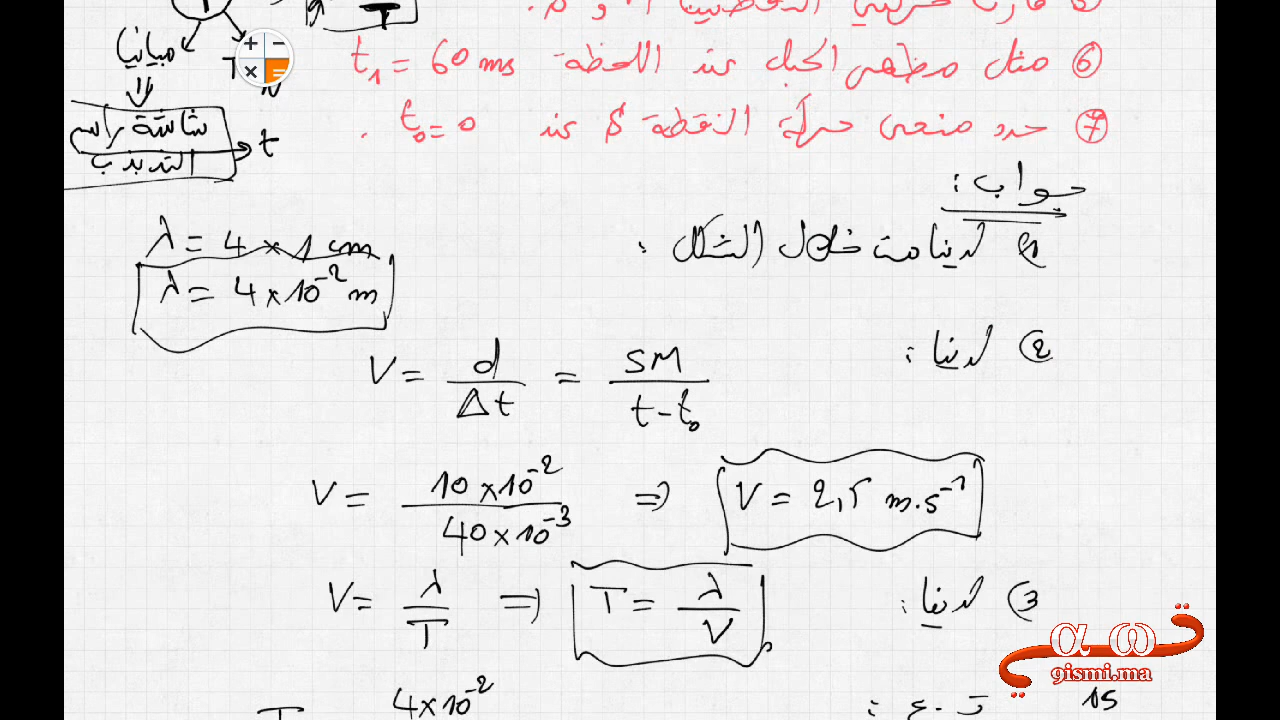 ⑥ مثل مظهر الحبل عند اللحظة t₁ = 60 ms
⑦ حدد منحى حركة النقطة S عند t₀ = 0 .
مبيانيا
شاشة راسم
التذبذب
t
جواب :
① لدينا من خلال الشكل :
λ = 4 × 1 cm
λ = 4 × 10⁻² m
② لدينا :
V = d / Δt = SM / (t - t₀)
V = (10 × 10⁻²) / (40 × 10⁻³) ⇒ V = 2,5 m.s⁻¹
③ لدينا :
V = λ / T ⇒ T = λ / V
ت . ع :
4×10⁻²
15
gismi.ma